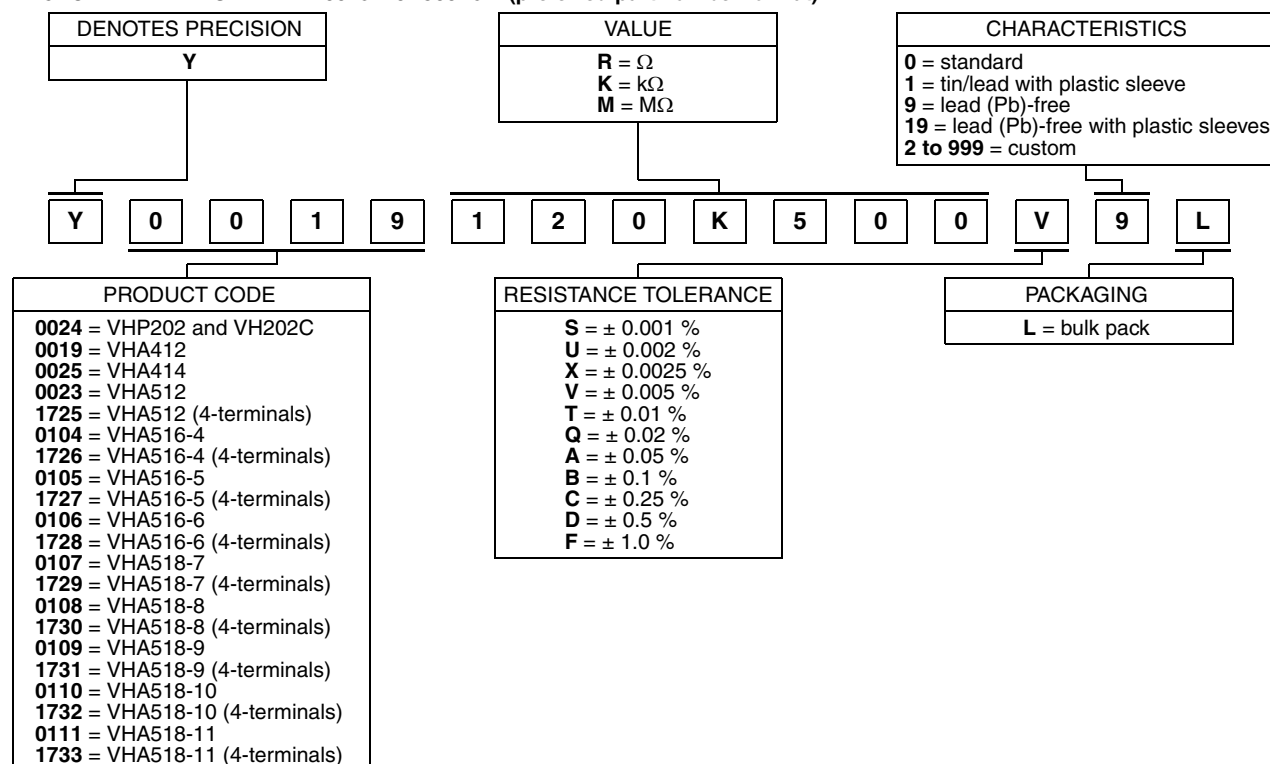 (preferred part number format)
DENOTES PRECISION
Y
VALUE
R = Ω
K = kΩ
M = MΩ
CHARACTERISTICS
0 = standard
1 = tin/lead with plastic sleeve
9 = lead (Pb)-free
19 = lead (Pb)-free with plastic sleeves
2 to 999 = custom
Y 0 0 1 9 1 2 0 K 5 0 0 V 9 L
PRODUCT CODE
0024 = VHP202 and VH202C
0019 = VHA412
0025 = VHA414
0023 = VHA512
1725 = VHA512 (4-terminals)
0104 = VHA516-4
1726 = VHA516-4 (4-terminals)
0105 = VHA516-5
1727 = VHA516-5 (4-terminals)
0106 = VHA516-6
1728 = VHA516-6 (4-terminals)
0107 = VHA518-7
1729 = VHA518-7 (4-terminals)
0108 = VHA518-8
1730 = VHA518-8 (4-terminals)
0109 = VHA518-9
1731 = VHA518-9 (4-terminals)
0110 = VHA518-10
1732 = VHA518-10 (4-terminals)
0111 = VHA518-11
1733 = VHA518-11 (4-terminals)
RESISTANCE TOLERANCE
S = ± 0.001 %
U = ± 0.002 %
X = ± 0.0025 %
V = ± 0.005 %
T = ± 0.01 %
Q = ± 0.02 %
A = ± 0.05 %
B = ± 0.1 %
C = ± 0.25 %
D = ± 0.5 %
F = ± 1.0 %
PACKAGING
L = bulk pack